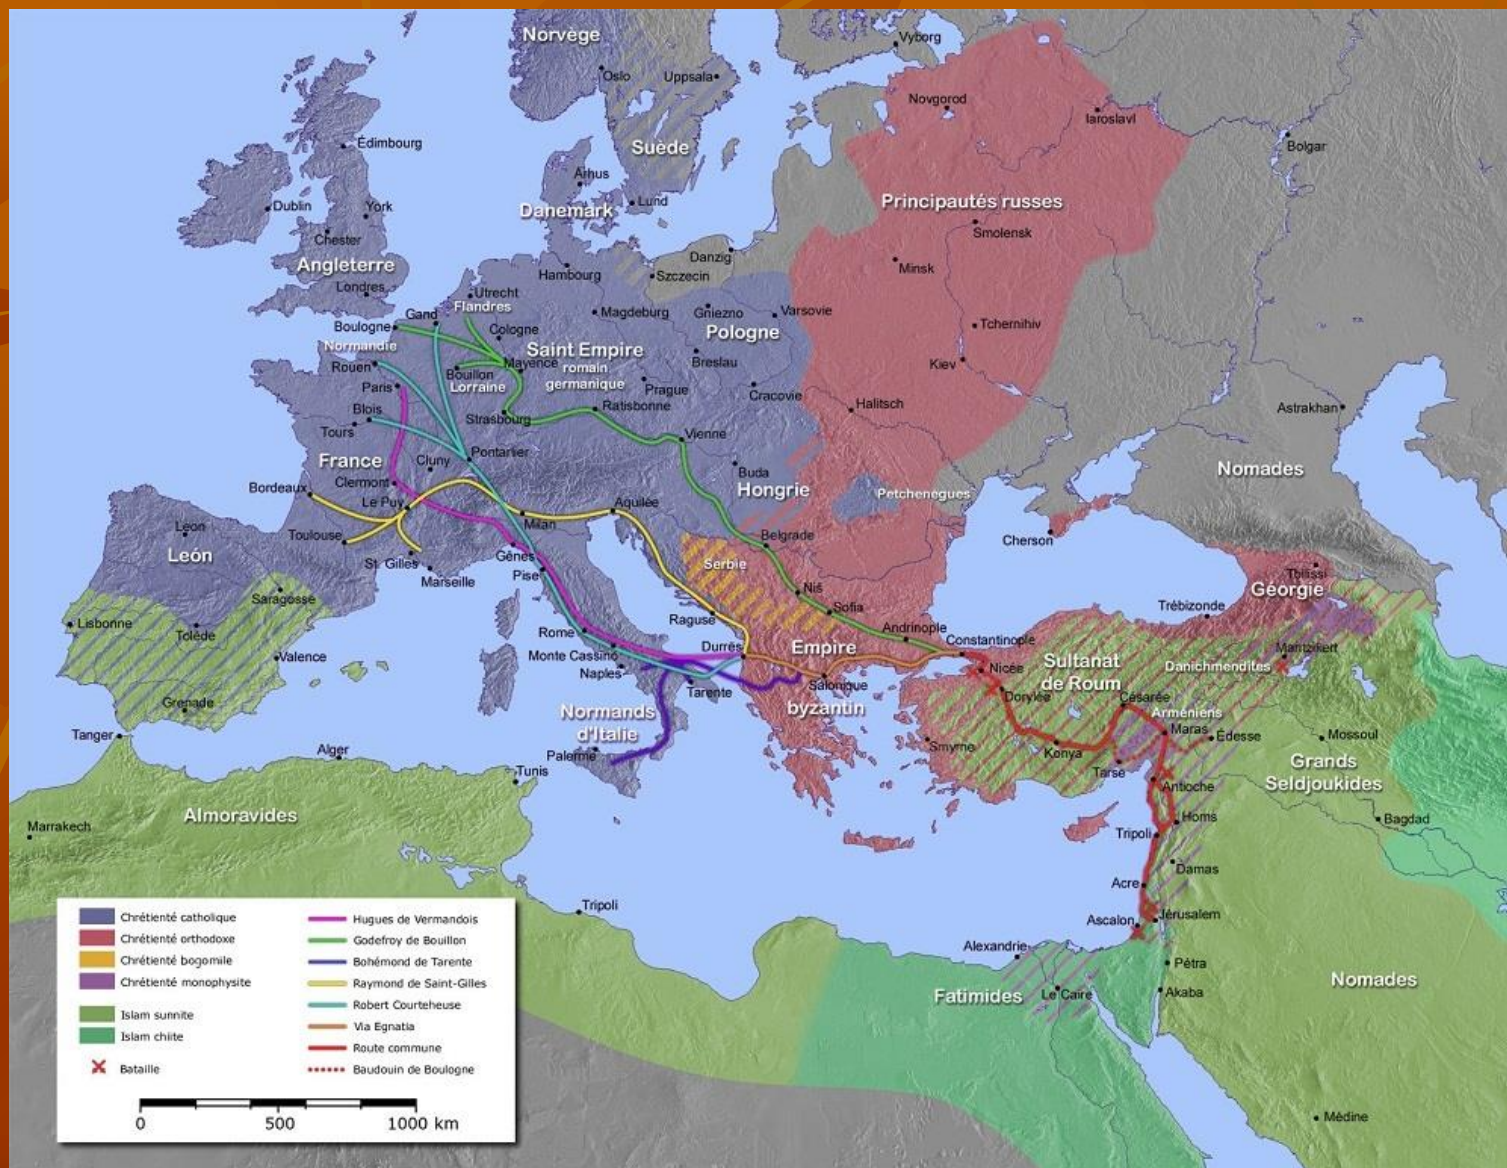 Norvège
Vyborg
Oslo
Uppsala
Novgorod
Iaroslavl
Bolgar
Édimbourg
Suède
Arhus
Dublin
York
Danemark
Lund
Principautés russes
Smolensk
Chester
Angleterre
Danzig
Minsk
Hambourg
Szczecin
Londres
Utrecht
Flandres
Magdeburg
Gniezno
Varsovie
Boulogne
Gand
Cologne
Pologne
Tchernihiv
Normandie
Saint Empire
romain
germanique
Breslau
Rouen
Mayence
Bouillon
Lorraine
Kiev
Paris
Prague
Cracovie
Blois
Ratisbonne
Halitsch
Astrakhan
Strasbourg
Tours
Vienne
France
Cluny
Pontarlier
Buda
Nomades
Clermont
Hongrie
Petchenègues
Bordeaux
Le Puy
Aquilée
Leon
Milan
Toulouse
Belgrade
Cherson
León
Gênes
St. Gilles
Marseille
Pise
Serbie
Tbilissi
Géorgie
Saragosse
Niš
Sofia
Trébizonde
Lisbonne
Tolède
Raguse
Rome
Andrinople
Constantinople
Valence
Monte Cassino
Durrës
Empire
byzantin
Nicée
Sultanat
de Roum
Danichmendites
Mantzikert
Naples
Salonique
Grenade
Tarente
Dorylée
Césarée
Normands
d'Italie
Arméniens
Tanger
Alger
Palerme
Smyrne
Konya
Maras
Édesse
Mossoul
Tunis
Tarse
Grands
Seldjoukides
Antioche
Almoravides
Homs
Bagdad
Marrakech
Tripoli
Damas
Acre
Tripoli
Ascalon
Jérusalem
Alexandrie
Pétra
Fatimides
Le Caire
Akaba
Nomades
Médine
Chrétienté catholique
Chrétienté orthodoxe
Chrétienté bogomile
Chrétienté monophysite
Islam sunnite
Islam chiite
Bataille
Hugues de Vermandois
Godefroy de Bouillon
Bohémond de Tarente
Raymond de Saint-Gilles
Robert Courteheuse
Via Egnatia
Route commune
Baudouin de Boulogne
0 500 1000 km